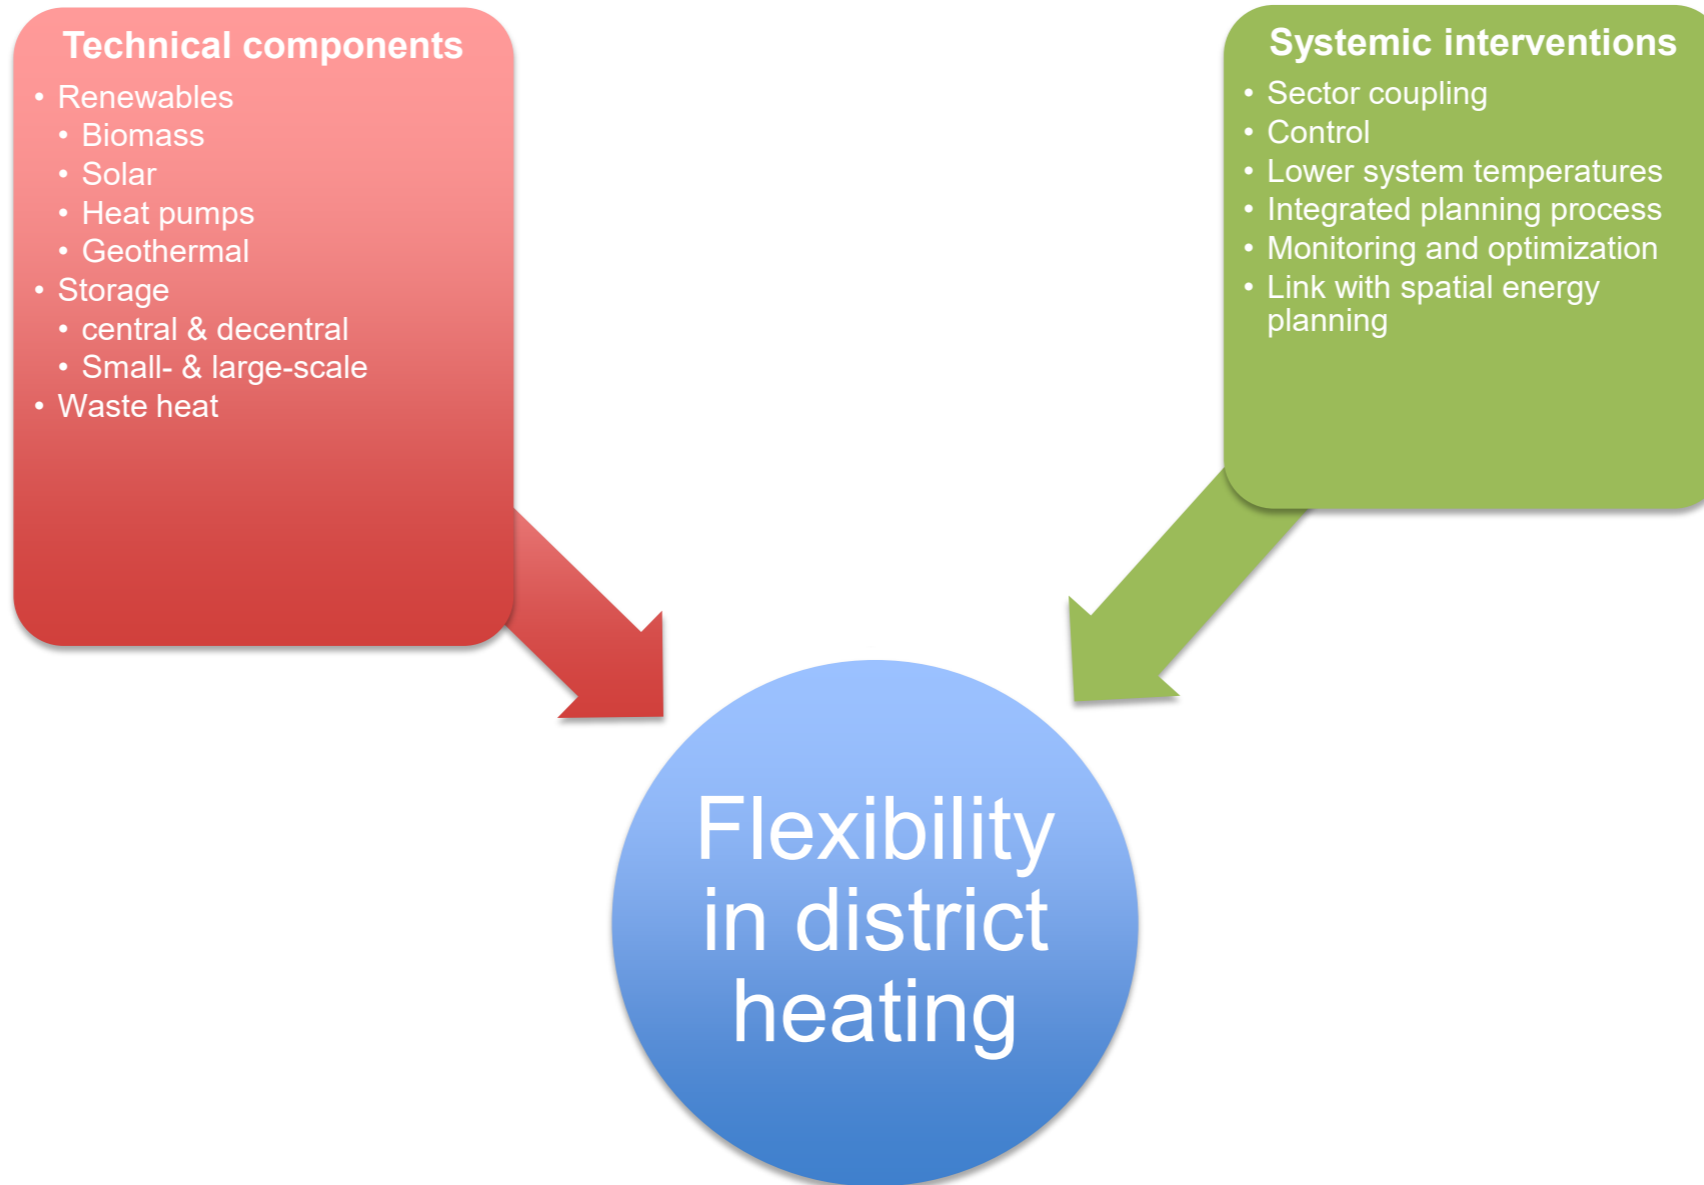 Technical components
• Renewables
• Biomass
• Solar
• Heat pumps
• Geothermal
• Storage
• central & decentral
• Small- & large-scale
• Waste heat
Systemic interventions
• Sector coupling
• Control
• Lower system temperatures
• Integrated planning process
• Monitoring and optimization
• Link with spatial energy
planning
Flexibility
in district
heating